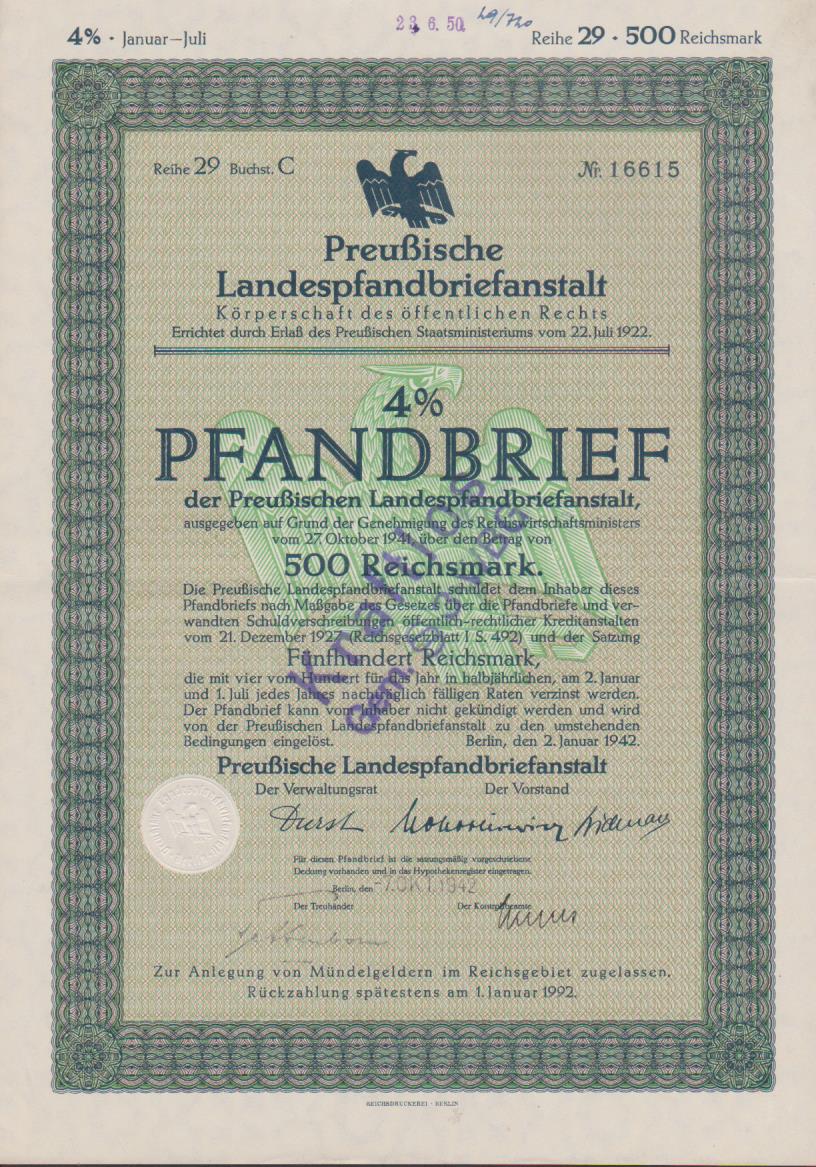 23. 6. 50. 29/720
4% · Januar–Juli
Reihe 29 · 500 Reichsmark
Reihe 29 Buchst. C
Nr. 16615
Preußische
Landespfandbriefanstalt
Körperschaft des öffentlichen Rechts
Errichtet durch Erlaß des Preußischen Staatsministeriums vom 22. Juli 1922.
4%
PFANDBRIEF
der Preußischen Landespfandbriefanstalt,
ausgegeben auf Grund der Genehmigung des Reichswirtschaftsministers
vom 27. Oktober 1941, über den Betrag von
500 Reichsmark.
Die Preußische Landespfandbriefanstalt schuldet dem Inhaber dieses
Pfandbriefs nach Maßgabe des Gesetzes über die Pfandbriefe und ver-
wandten Schuldverschreibungen öffentlich-rechtlicher Kreditanstalten
vom 21. Dezember 1927 (Reichsgesetzblatt I S. 492) und der Satzung
Fünfhundert Reichsmark,
die mit vier vom Hundert für das Jahr in halbjährlichen, am 2. Januar
und 1. Juli jedes Jahres nachträglich fälligen Raten verzinst werden.
Der Pfandbrief kann vom Inhaber nicht gekündigt werden und wird
von der Preußischen Landespfandbriefanstalt zu den umstehenden
Bedingungen eingelöst. Berlin, den 2. Januar 1942.
Kraftlos
Gem.
Preußische Landespfandbriefanstalt
Der Verwaltungsrat
Der Vorstand
Für diesen Pfandbrief ist die satzungsmäßig vorgeschriebene
Deckung vorhanden und in das Hypothekenregister eingetragen.
Berlin, den -7. OKT. 1942
Der Treuhänder
Der Kontrollbeamte
Zur Anlegung von Mündelgeldern im Reichsgebiet zugelassen.
Rückzahlung spätestens am 1. Januar 1992.
REICHSDRUCKEREI · BERLIN